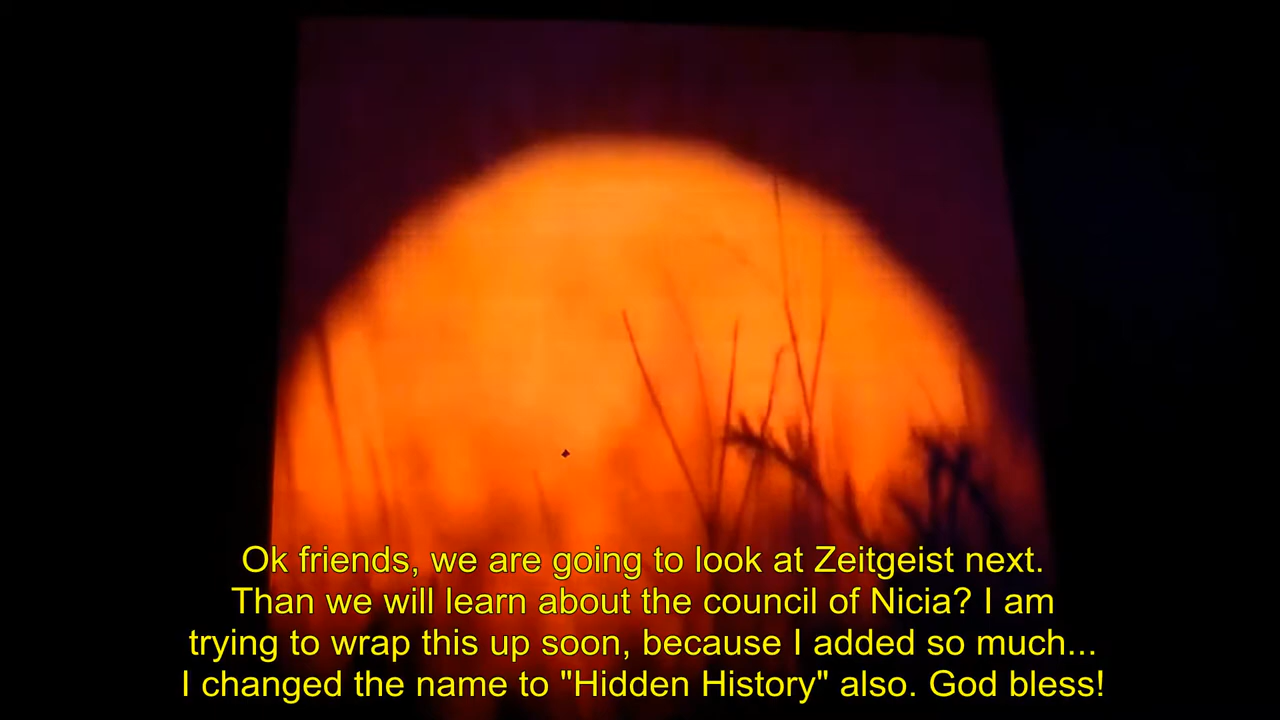 Ok friends, we are going to look at Zeitgeist next.
Than we will learn about the council of Nicia? I am
trying to wrap this up soon, because I added so much...
I changed the name to "Hidden History" also. God bless!